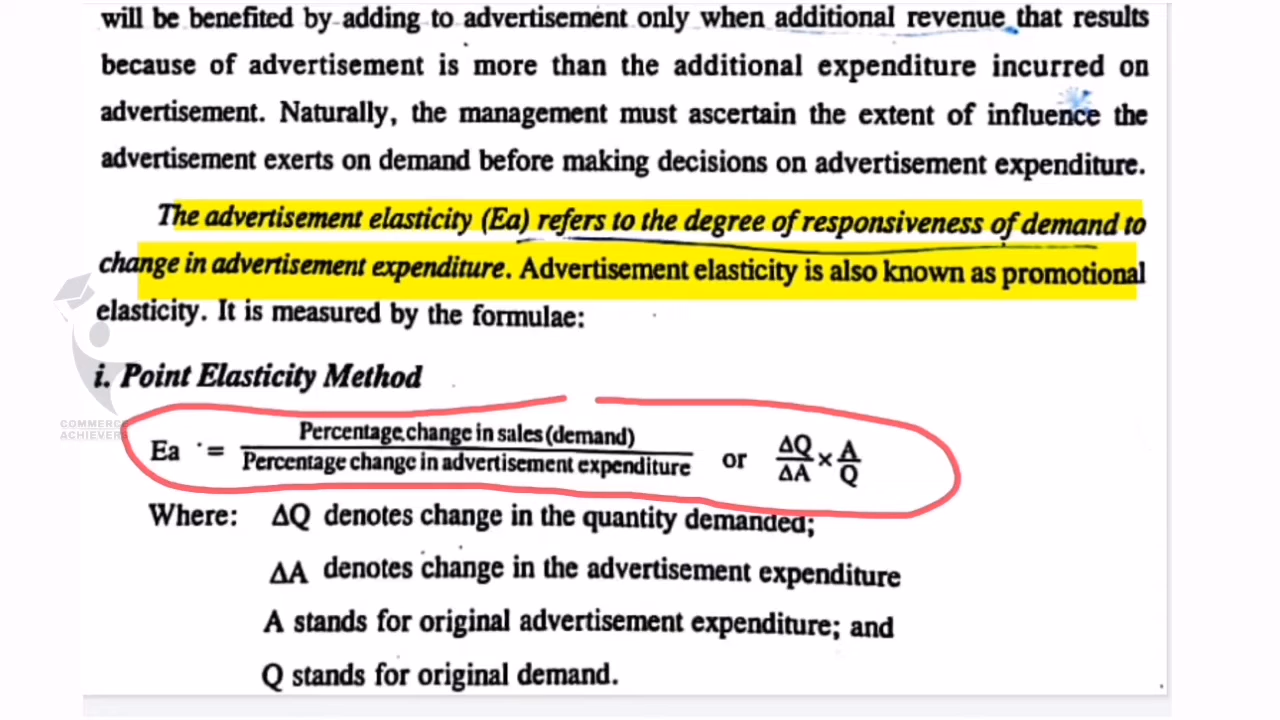 will be benefited by adding to advertisement only when additional revenue that results
because of advertisement is more than the additional expenditure incurred on
advertisement. Naturally, the management must ascertain the extent of influence the
advertisement exerts on demand before making decisions on advertisement expenditure.
The advertisement elasticity (Ea) refers to the degree of responsiveness of demand to
change in advertisement expenditure. Advertisement elasticity is also known as promotional
elasticity. It is measured by the formulae:
i. Point Elasticity Method
Ea = Percentage change in sales (demand) / Percentage change in advertisement expenditure or ΔQ/ΔA × A/Q
Where: ΔQ denotes change in the quantity demanded;
ΔA denotes change in the advertisement expenditure
A stands for original advertisement expenditure; and
Q stands for original demand.
COMMERCE
ACHIEVERS